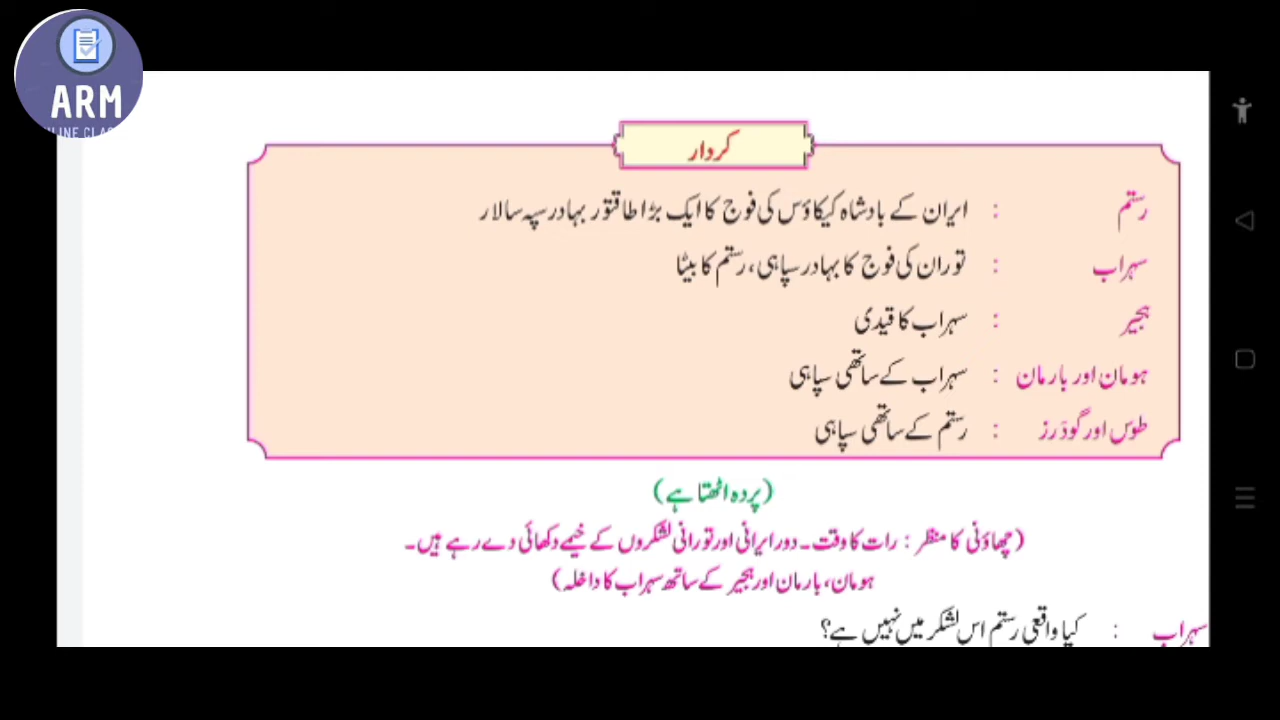 ARM
کردار
رستم : ایران کے بادشاہ کیکاؤس کی فوج کا ایک بڑا طاقتور بہادر سپہ سالار
سہراب : توران کی فوج کا بہادر سپاہی، رستم کا بیٹا
ہجیر : سہراب کا قیدی
ہومان اور بارمان : سہراب کے ساتھی سپاہی
طوس اور گودَرز : رستم کے ساتھی سپاہی
(پردہ اٹھتا ہے)
(چھاؤنی کا منظر : رات کا وقت۔ دور ایرانی اور تورانی لشکروں کے خیمے دکھائی دے رہے ہیں۔
ہومان، بارمان اور ہجیر کے ساتھ سہراب کا داخلہ)
سہراب : کیا واقعی رستم اس لشکر میں نہیں ہے؟